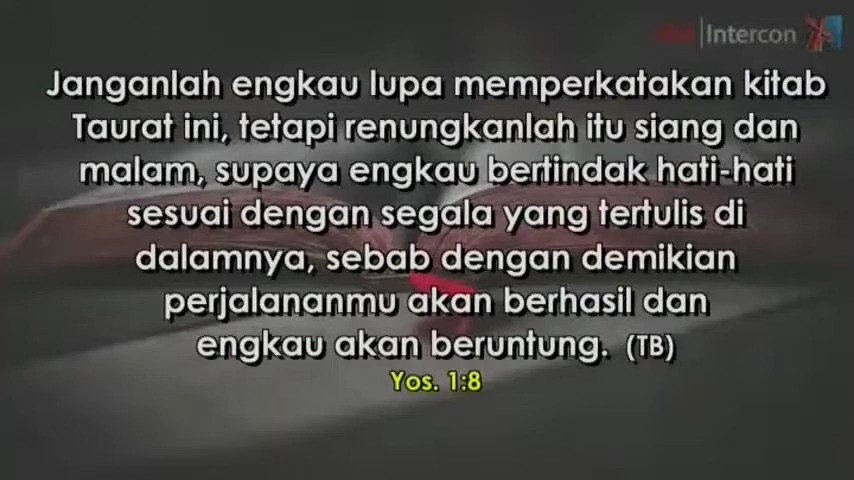 Intercon
Janganlah engkau lupa memperkatakan kitab
Taurat ini, tetapi renungkanlah itu siang dan
malam, supaya engkau bertindak hati-hati
sesuai dengan segala yang tertulis di
dalamnya, sebab dengan demikian
perjalananmu akan berhasil dan
engkau akan beruntung. (TB)
Yos. 1:8